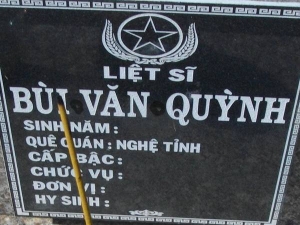 LIỆT SĨ
BÙI VĂN QUỲNH
SINH NĂM :
QUÊ QUÁN : NGHỆ TĨNH
CẤP BẬC :
CHỨC VỤ :
ĐƠN VỊ :
HY SINH :